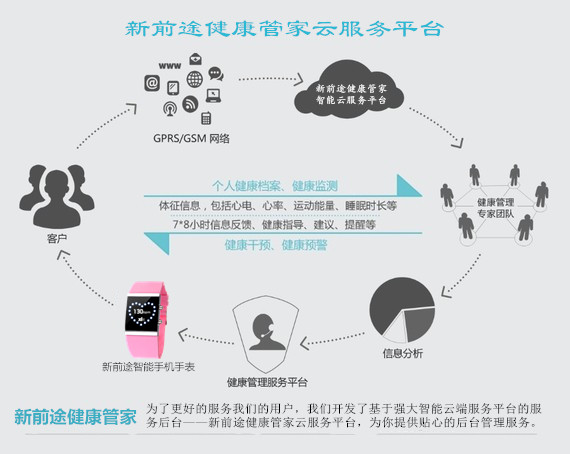 新前途健康管家云服务平台
www
@
GPRS/GSM 网络
新前途健康管家
智能云服务平台
个人健康档案、健康监测
体征信息，包括心电、心率、运动能量、睡眠时长等
7*8小时信息反馈、健康指导、建议、提醒等
健康干预、健康预警
客户
健康管理
专家团队
130
新前途智能手机手表
健康管理服务平台
信息分析
新前途健康管家
为了更好的服务我们的用户，我们开发了基于强大智能云端服务平台的服
务后台——新前途健康管家云服务平台，为你提供贴心的后台管理服务。